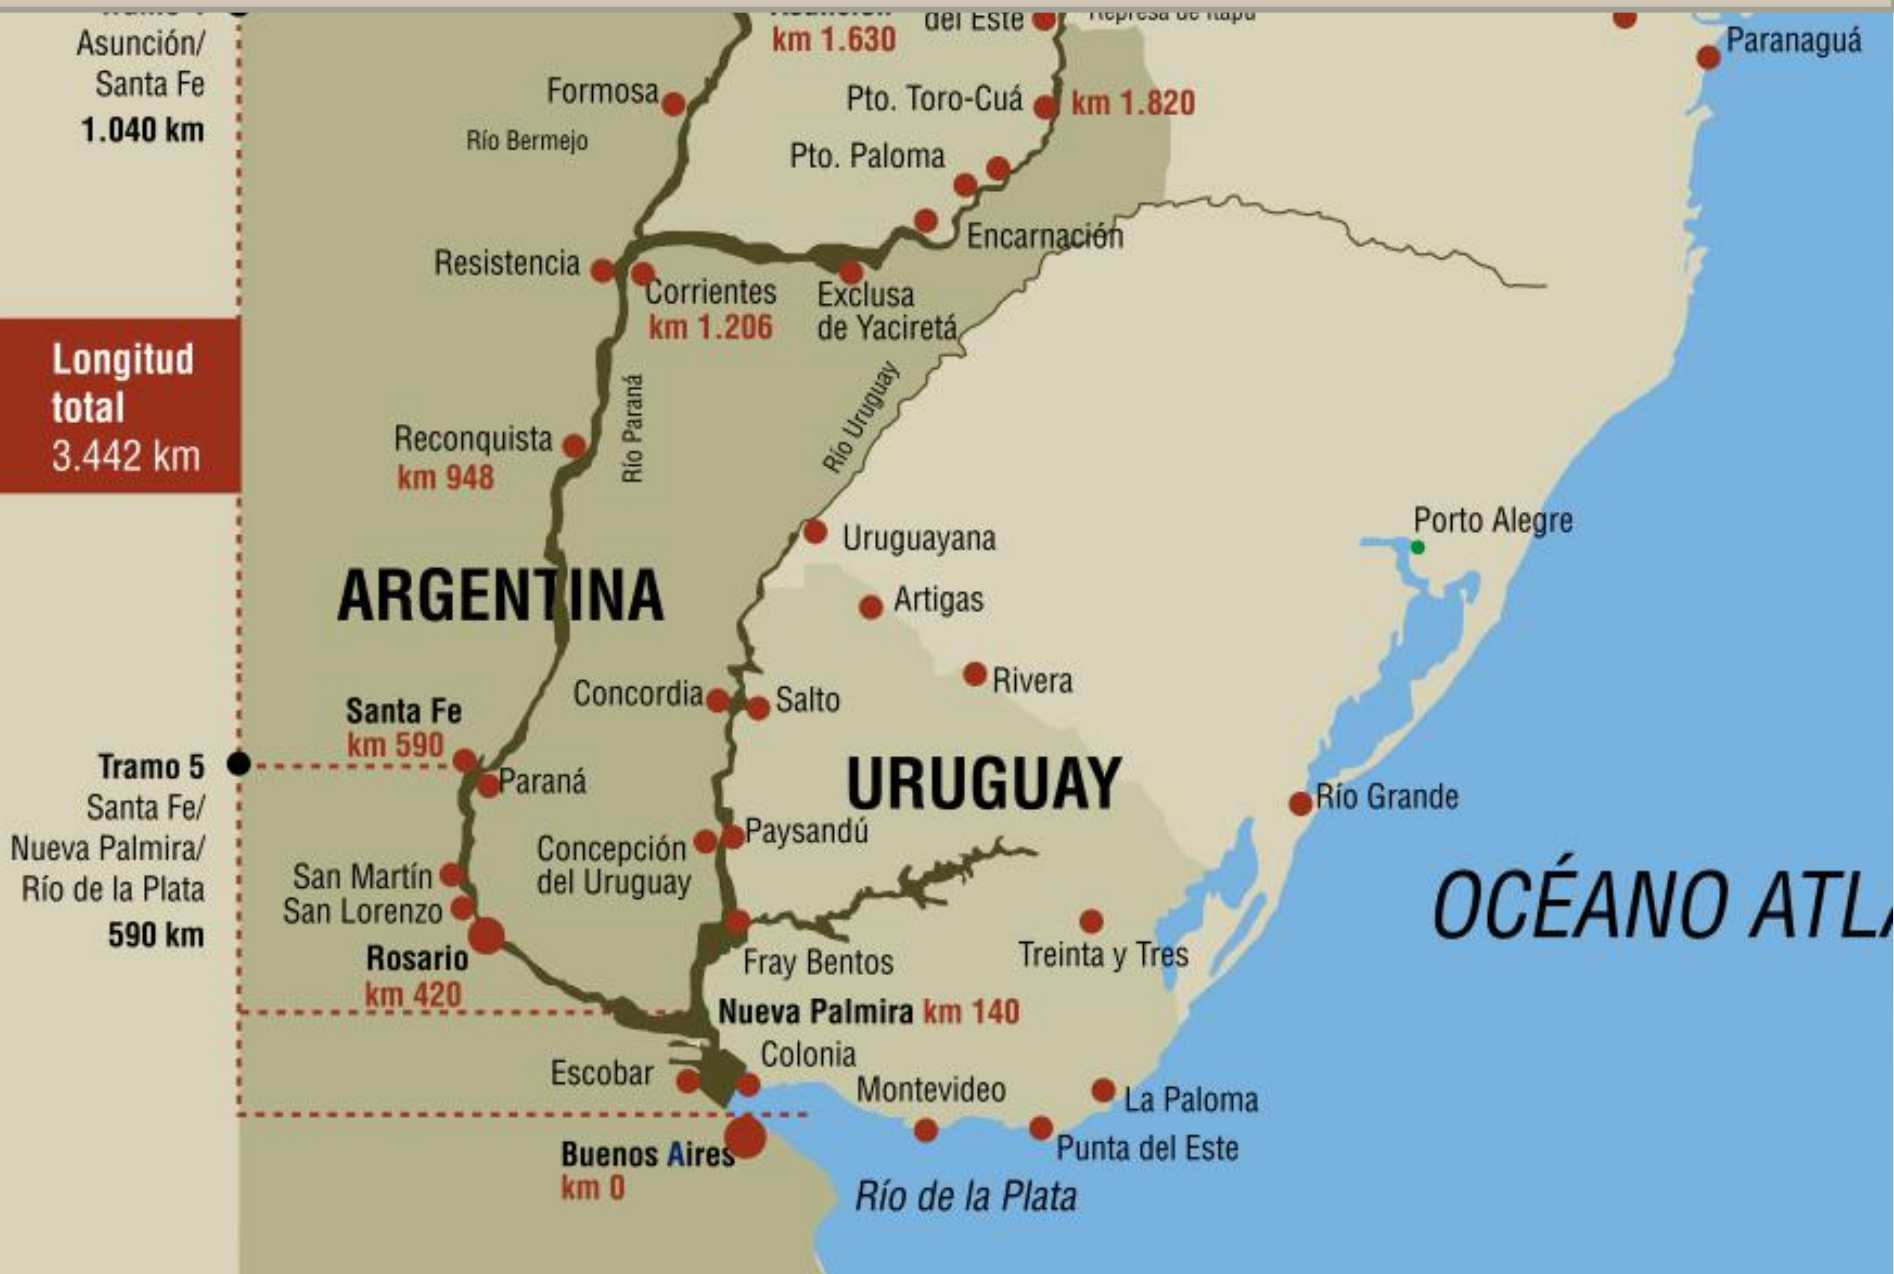 Asunción/
Santa Fe
1.040 km
Longitud
total
3.442 km
Tramo 5
Santa Fe/
Nueva Palmira/
Río de la Plata
590 km
km 1.630
del Este
Paranaguá
Formosa
Pto. Toro-Cuá
km 1.820
Río Bermejo
Pto. Paloma
Encarnación
Resistencia
Corrientes
km 1.206
Exclusa
de Yaciretá
Río Paraná
Río Uruguay
Reconquista
km 948
Uruguayana
Porto Alegre
ARGENTINA
Artigas
Rivera
Concordia
Salto
Santa Fe
km 590
Paraná
URUGUAY
Río Grande
Concepción
del Uruguay
Paysandú
San Martín
San Lorenzo
OCÉANO ATLA
Rosario
km 420
Fray Bentos
Treinta y Tres
Nueva Palmira km 140
Escobar
Colonia
Montevideo
La Paloma
Punta del Este
Buenos Aires
km 0
Río de la Plata